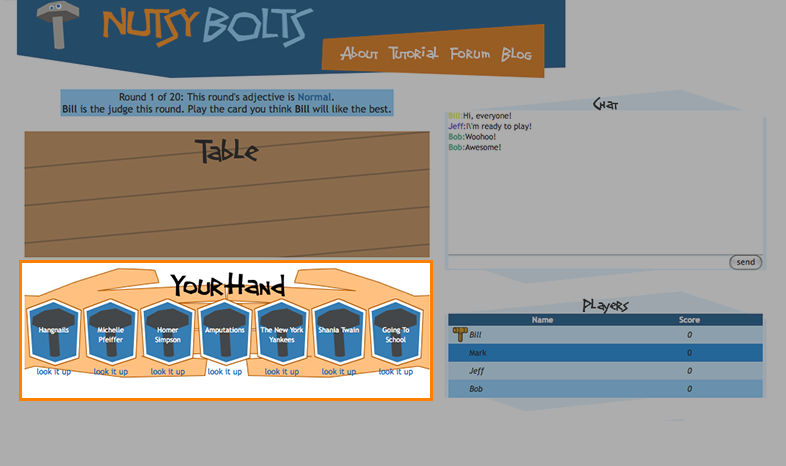 NUTSY BOLTS
About Tutorial Forum Blog
Round 1 of 20: This round's adjective is Normal.
Bill is the judge this round. Play the card you think Bill will like the best.
Table
Chat
Bill:Hi, everyone!
Jeff:I\'m ready to play!
Bob:Woohoo!
Bob:Awesome!
send
Your Hand
Hangnails
Michelle
Pfeiffer
Homer
Simpson
Amputations
The New York
Yankees
Shania Twain
Going To
School
look it up look it up look it up look it up look it up look it up look it up
Players
Name Score
Bill 0
Mark 0
Jeff 0
Bob 0